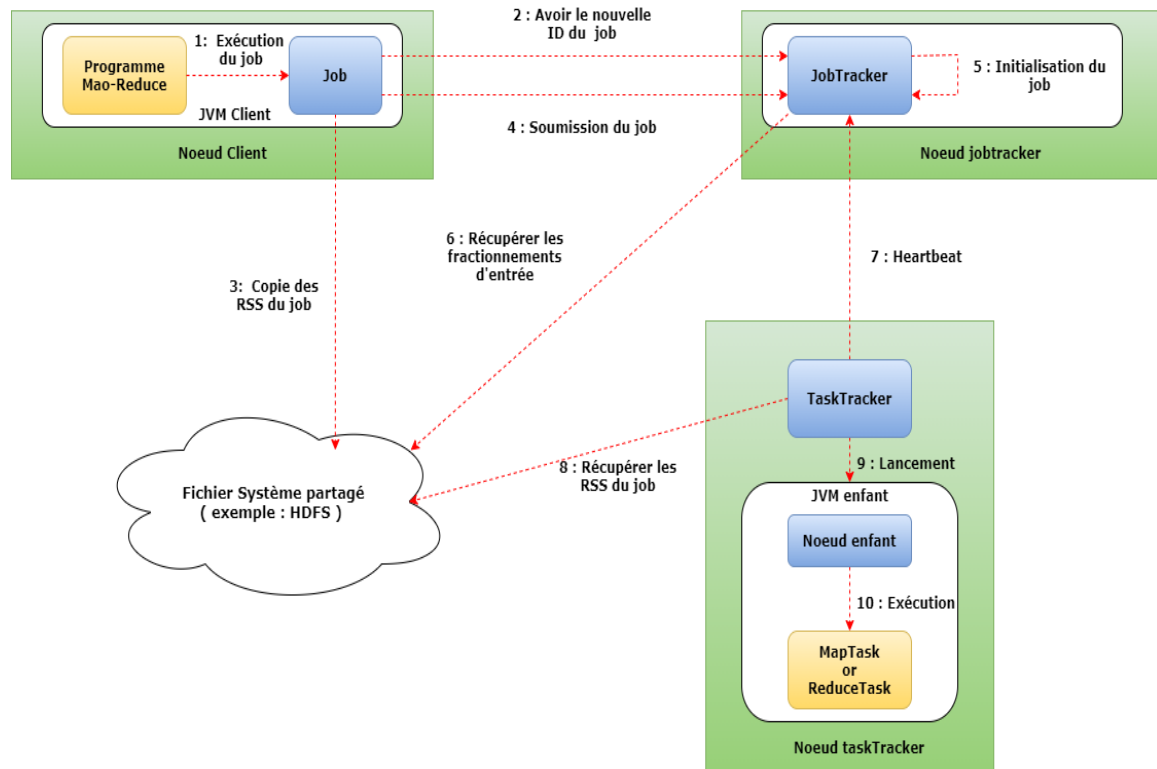 2 : Avoir le nouvelle
ID du  job
1:  Exécution
du job
Programme
Mao-Reduce
Job
JVM Client
Noeud Client
4 : Soumission du job
JobTracker
5 : Initialisation du
job
Noeud jobtracker
6 : Récupérer les
fractionnements
d'entrée
7 : Heartbeat
3:  Copie des
RSS du job
TaskTracker
8 : Récupérer les
RSS du job
9 : Lancement
Fichier Système partagé
( exemple : HDFS )
JVM enfant
Noeud enfant
10 : Exécution
MapTask
or
ReduceTask
Noeud taskTracker